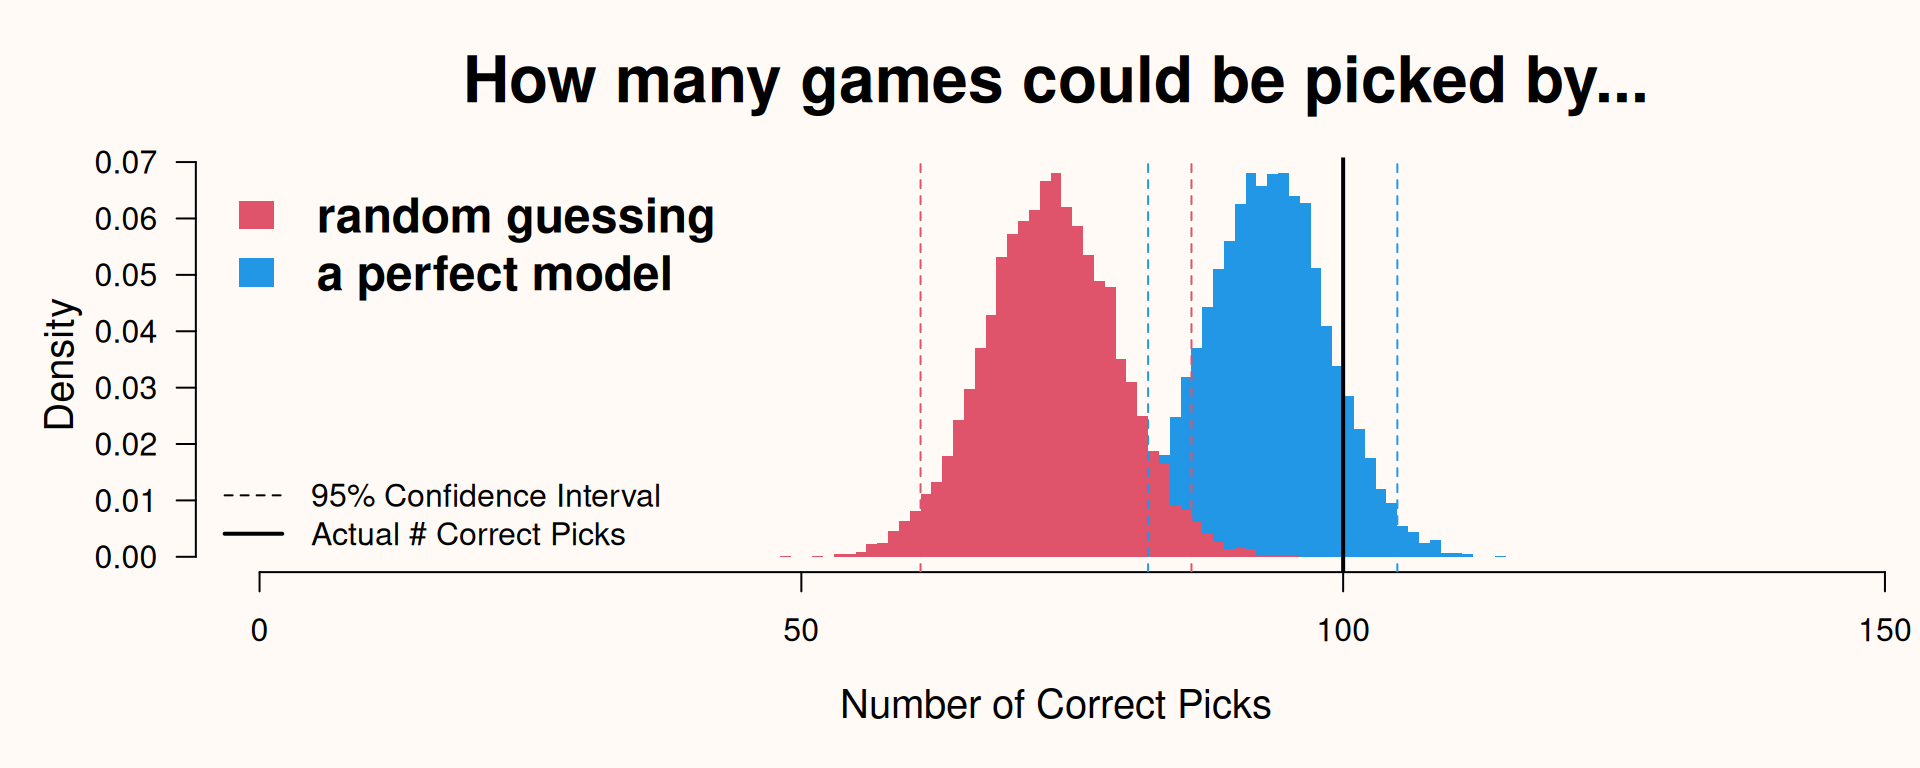 How many games could be picked by...
0.07
0.06
0.05
0.04
0.03
0.02
0.01
0.00
Density
random guessing
a perfect model
95% Confidence Interval
Actual # Correct Picks
0
50
100
150
Number of Correct Picks